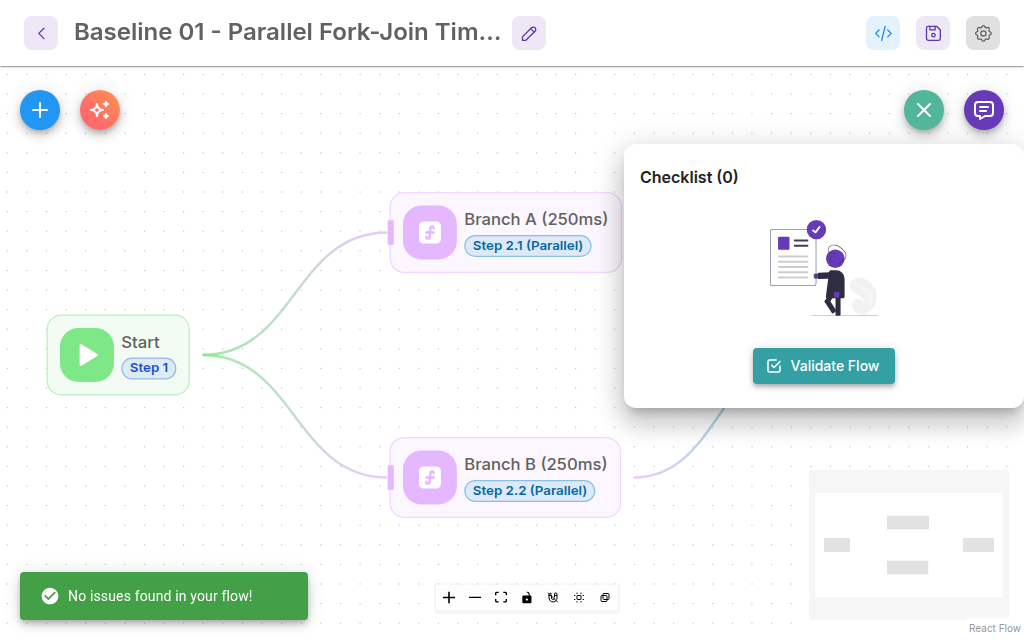 Baseline 01 - Parallel Fork-Join Tim...
Checklist (0)
Branch A (250ms)
Step 2.1 (Parallel)
Start
Step 1
Validate Flow
Branch B (250ms)
Step 2.2 (Parallel)
No issues found in your flow!
React Flow